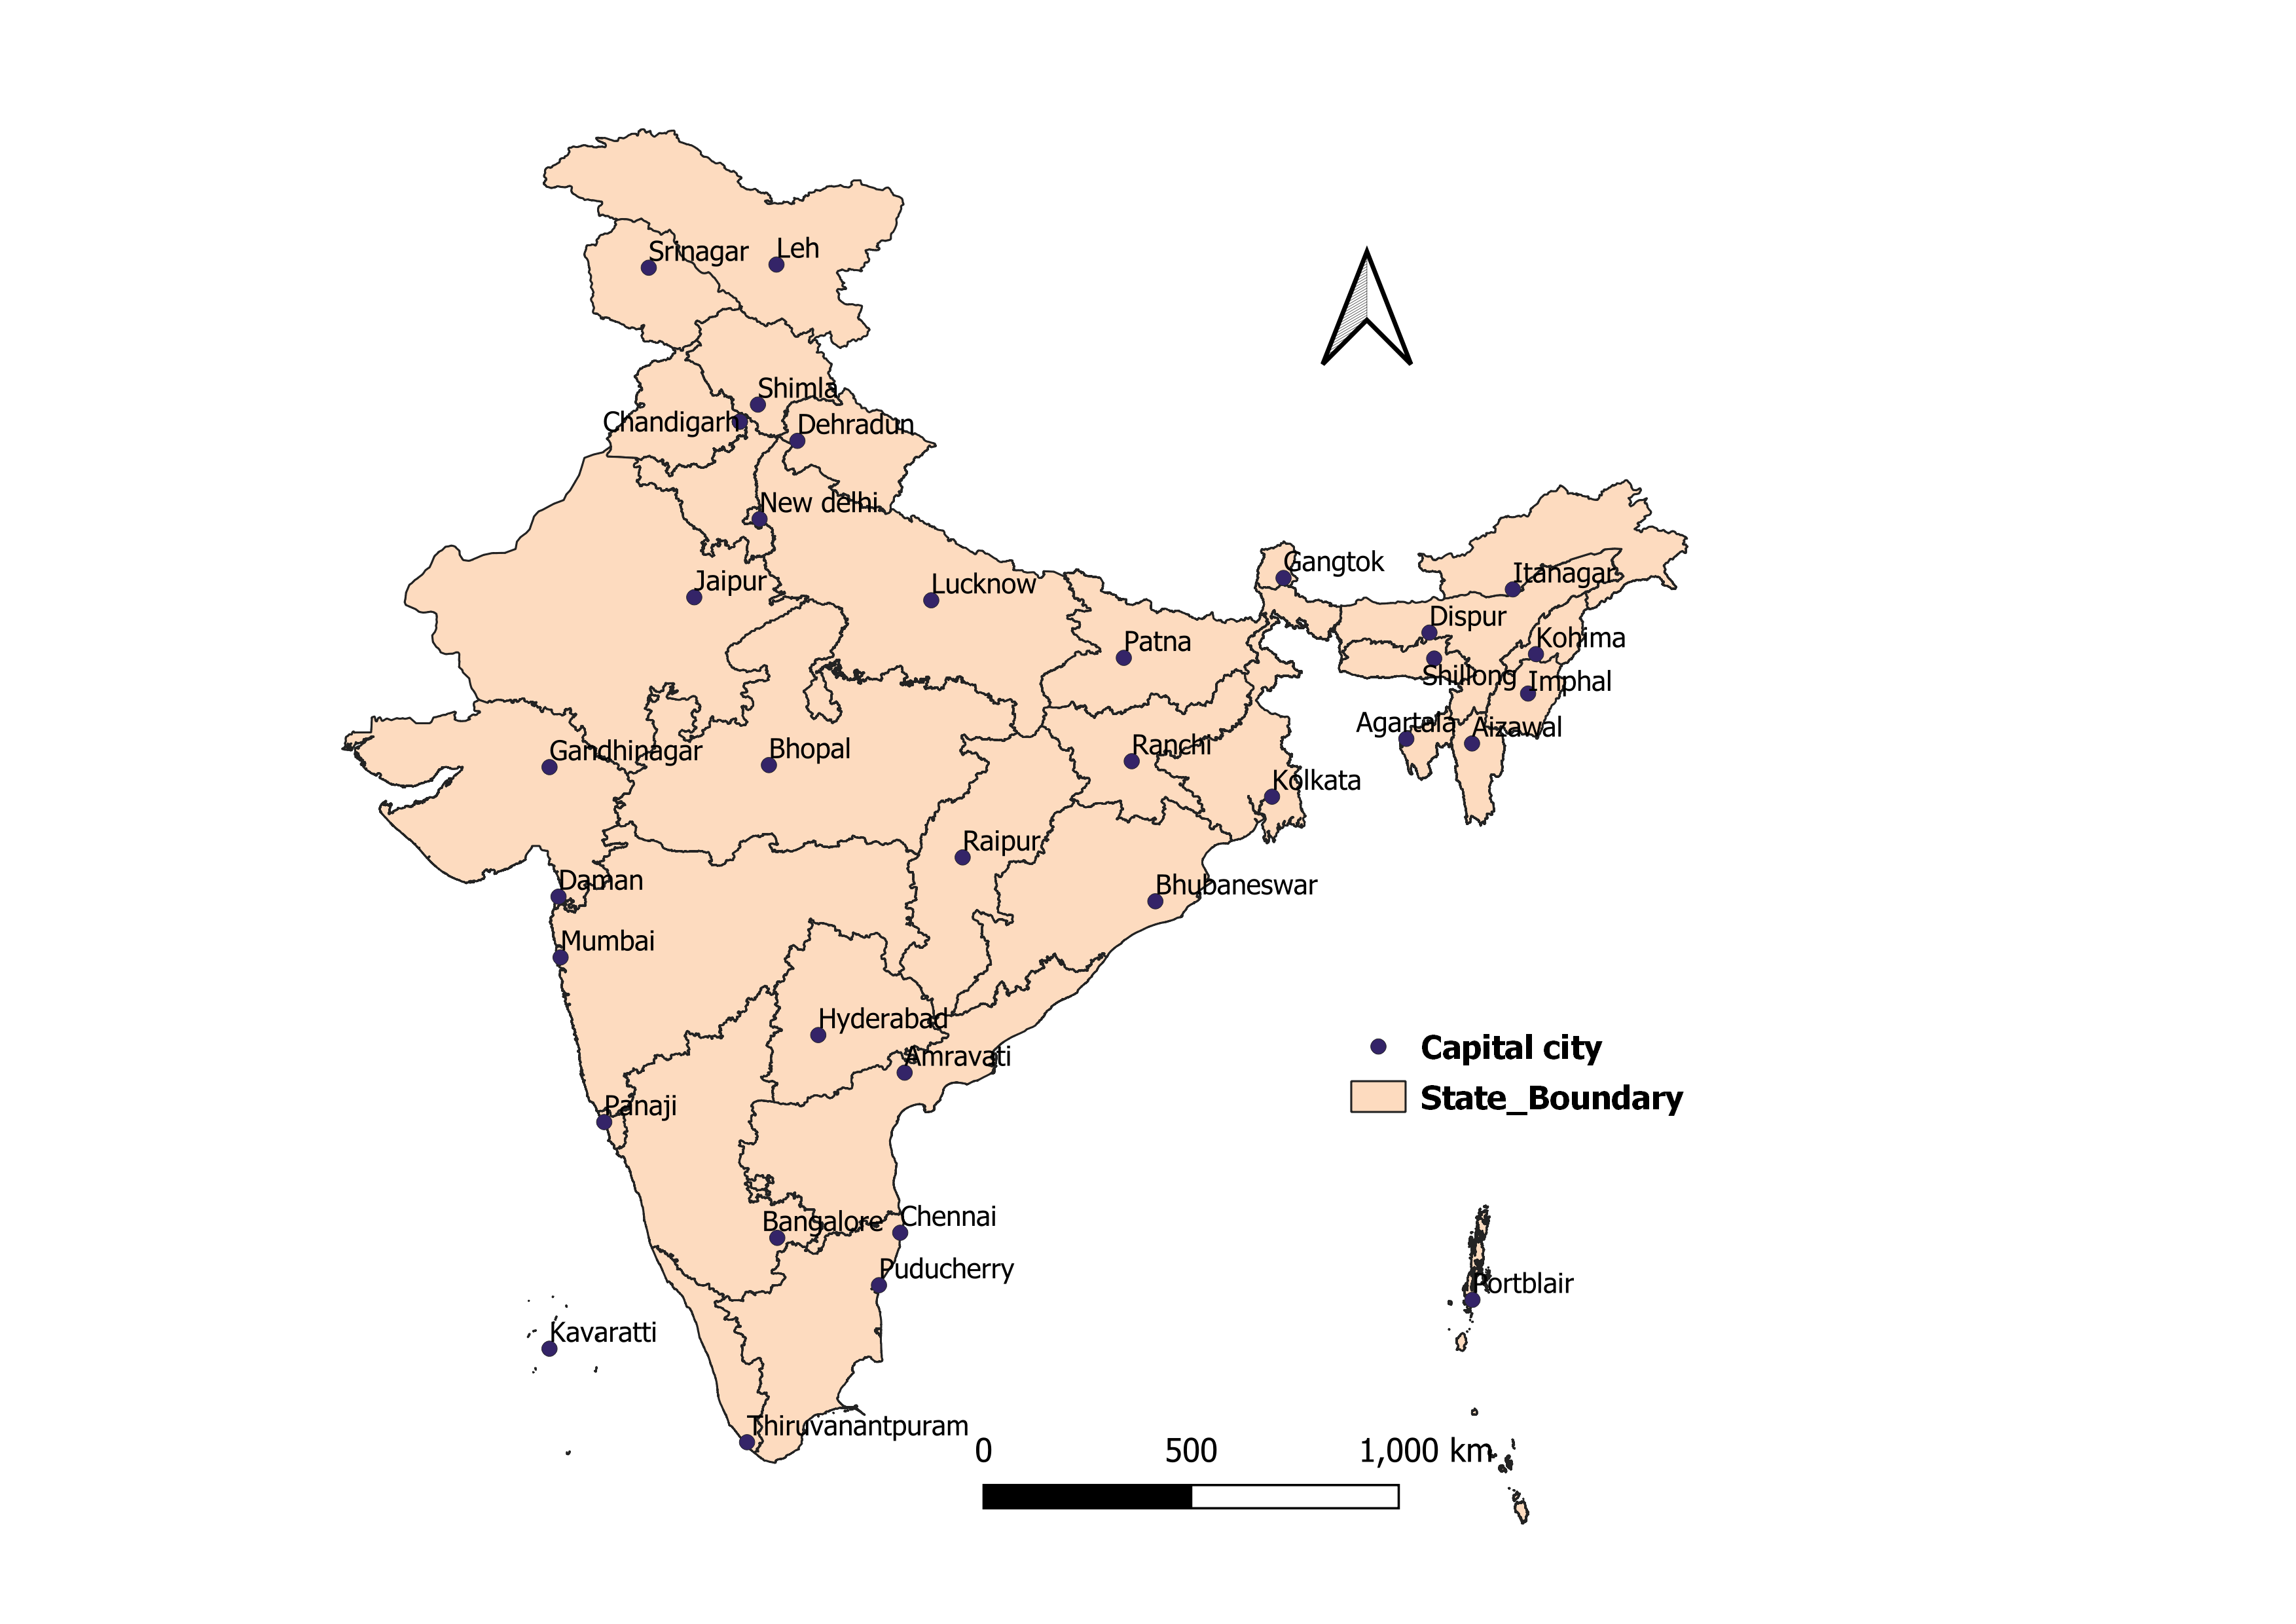 Srinagar
Leh
Shimla
Chandigarh
Dehradun
New delhi
Gangtok
Itanagar
Jaipur
Lucknow
Dispur
Patna
Kohima
Shillong
Imphal
Agartala
Aizawal
Gandhinagar
Bhopal
Ranchi
Kolkata
Raipur
Daman
Bhubaneswar
Mumbai
Hyderabad
Amravati
Capital city
State_Boundary
Panaji
Bangalore
Chennai
Puducherry
Portblair
Kavaratti
Thiruvanantpuram
0 500 1,000 km